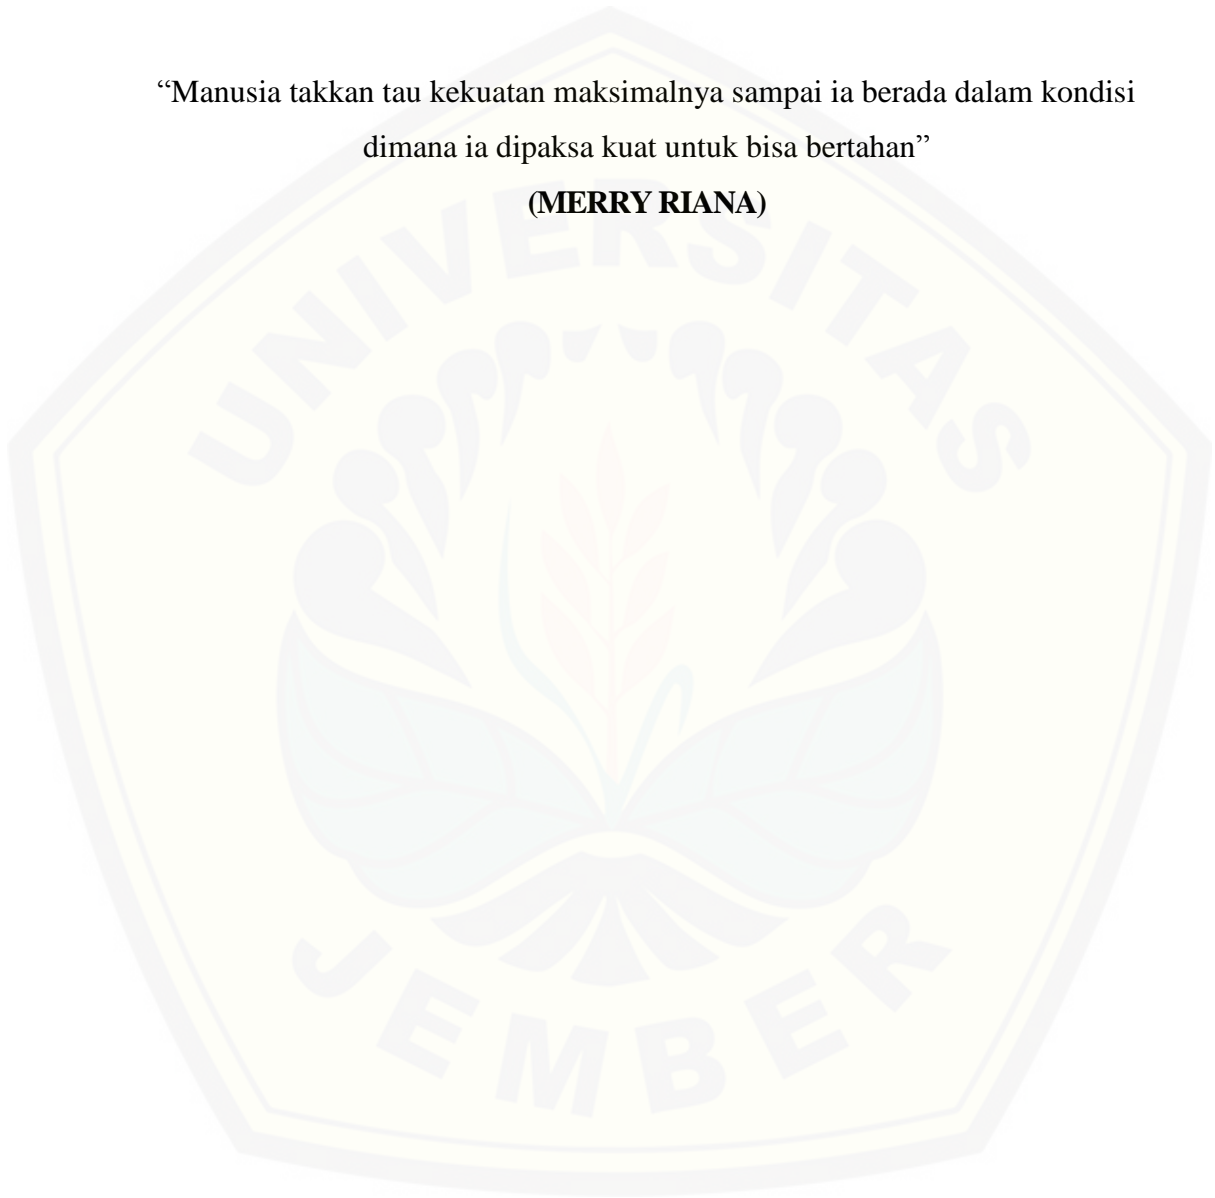 “Manusia takkan tau kekuatan maksimalnya sampai ia berada dalam kondisi
dimana ia dipaksa kuat untuk bisa bertahan”
(MERRY RIANA)
UNIVERSITAS
JEMBER